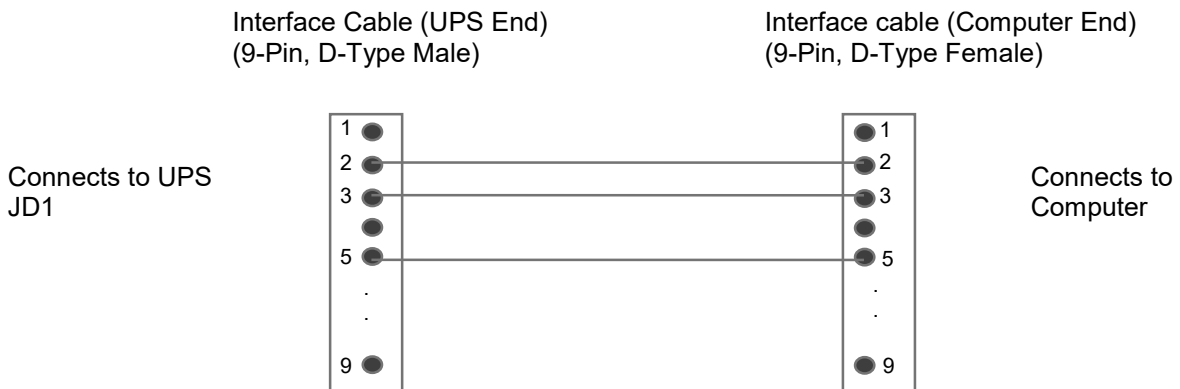 Interface Cable (UPS End)
(9-Pin, D-Type Male)
Interface cable (Computer End)
(9-Pin, D-Type Female)
Connects to UPS
JD1
1
2
3
5
.
.
9
1
2
3
5
.
.
9
Connects to
Computer